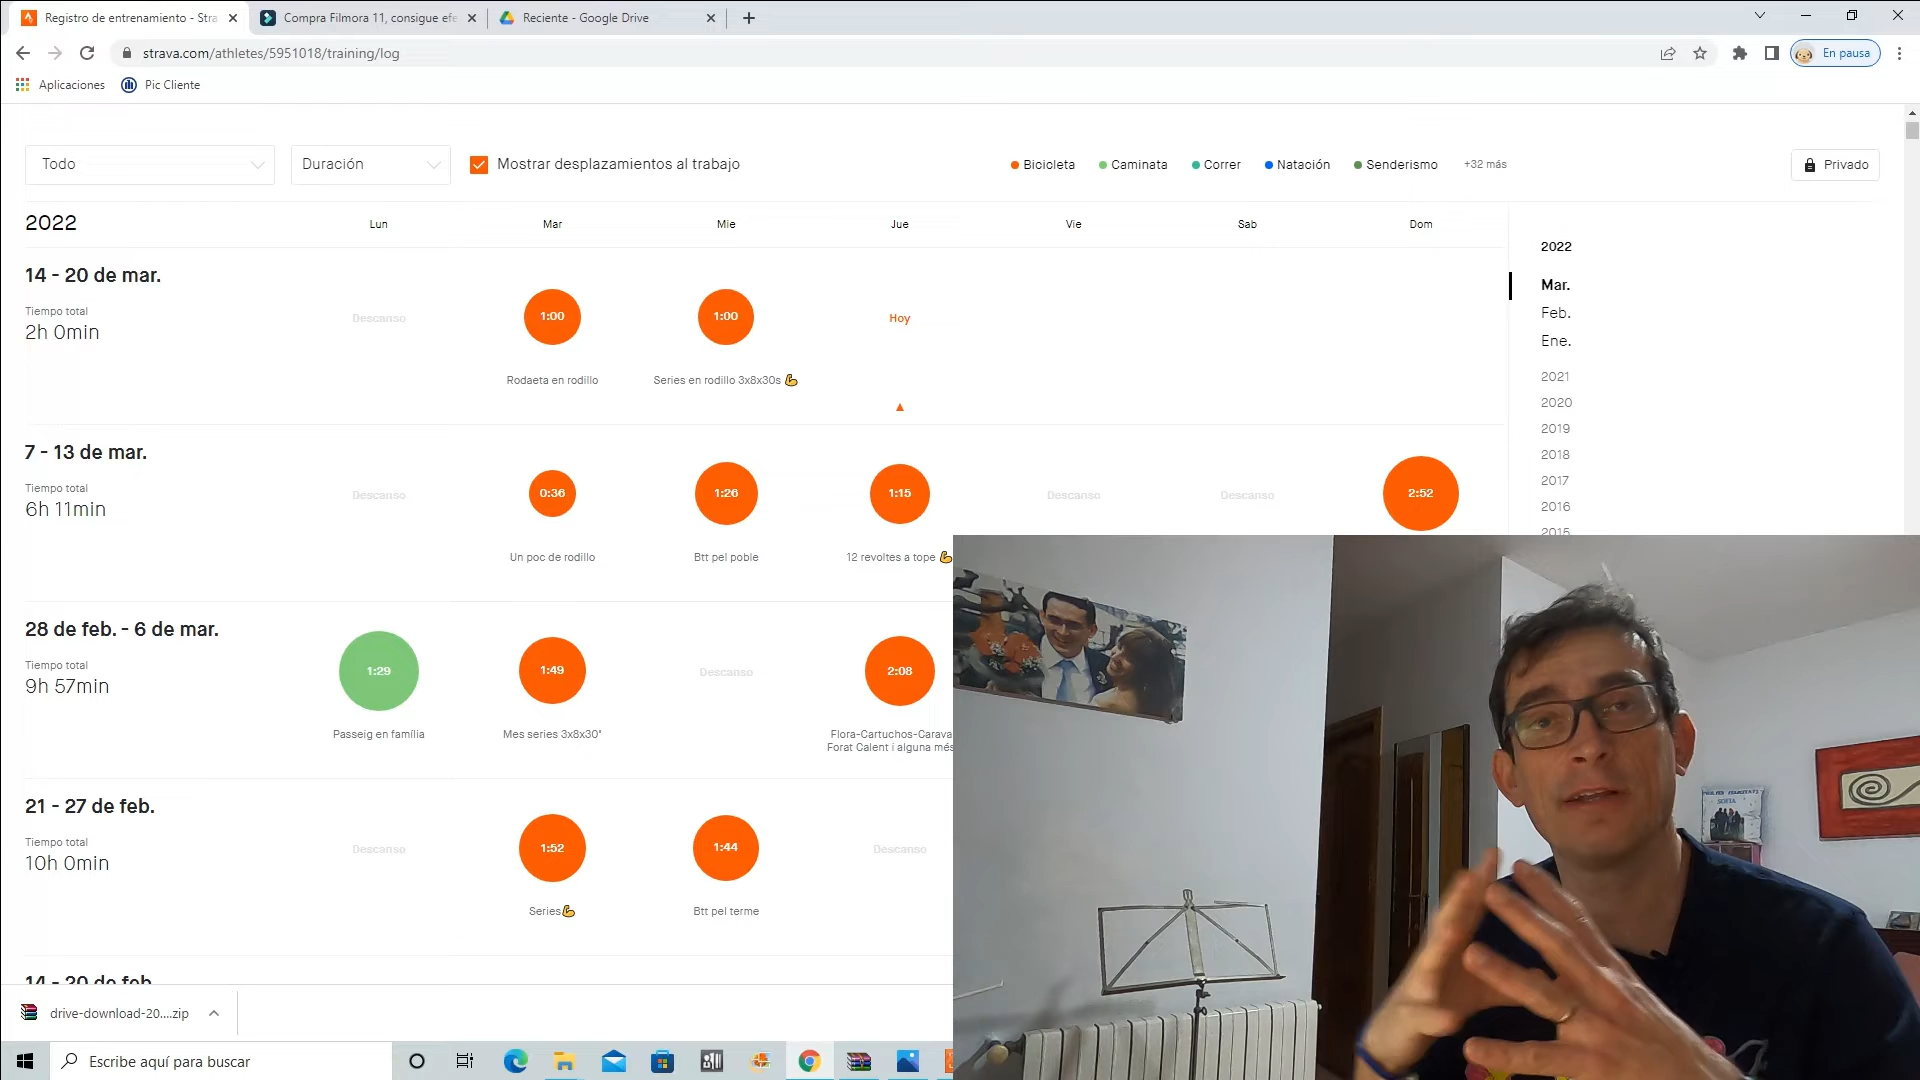 Registro de entrenamiento - Stra
Compra Filmora 11, consigue efe
Reciente - Google Drive
strava.com/athletes/5951018/training/log
En pausa
Aplicaciones
Pic Cliente
Todo
Duración
Mostrar desplazamientos al trabajo
Bicicleta
Caminata
Correr
Natación
Senderismo
+32 más
Privado
2022
Lun
Mar
Mie
Jue
Vie
Sab
Dom
2022
Mar.
Feb.
Ene.
2021
2020
2019
2018
2017
2016
2015
14 - 20 de mar.
Tiempo total
2h 0min
Descanso
1:00
Rodaeta en rodillo
1:00
Series en rodillo 3x8x30s 💪
Hoy
7 - 13 de mar.
Tiempo total
6h 11min
Descanso
0:36
Un poc de rodillo
1:26
Btt pel poble
1:15
12 revoltes a tope 💪
Descanso
Descanso
2:52
28 de feb. - 6 de mar.
Tiempo total
9h 57min
1:29
Passeig en família
1:49
Mes series 3x8x30"
Descanso
2:08
Flora-Cartuchos-Carava
Forat Calent i alguna més
21 - 27 de feb.
Tiempo total
10h 0min
Descanso
1:52
Series💪
1:44
Btt pel terme
Descanso
14 - 20 de feb.
SOFIA
drive-download-20....zip
Escribe aquí para buscar